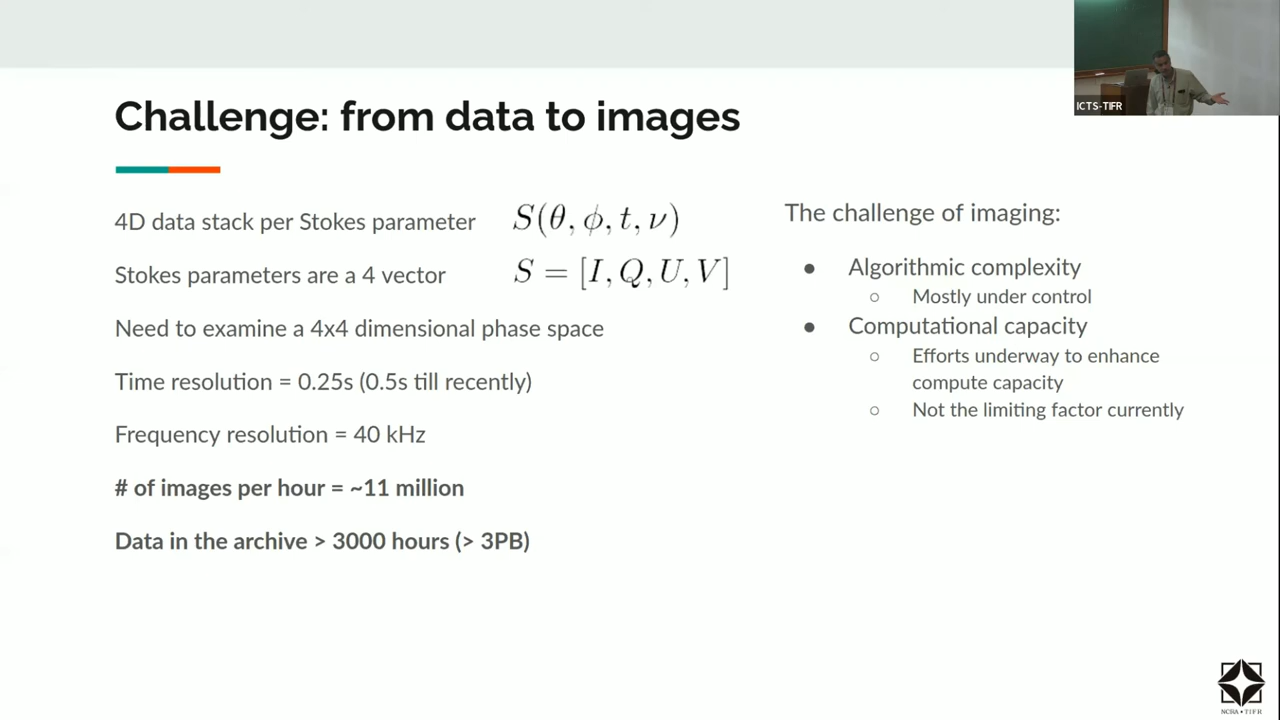 ICTS-TIFR
Challenge: from data to images
4D data stack per Stokes parameter S(θ, ϕ, t, ν)
Stokes parameters are a 4 vector S = [I, Q, U, V]
Need to examine a 4x4 dimensional phase space
Time resolution = 0.25s (0.5s till recently)
Frequency resolution = 40 kHz
# of images per hour = ~11 million
Data in the archive > 3000 hours (> 3PB)
The challenge of imaging:
● Algorithmic complexity
○ Mostly under control
● Computational capacity
○ Efforts underway to enhance
compute capacity
○ Not the limiting factor currently
NCRA • TIFR